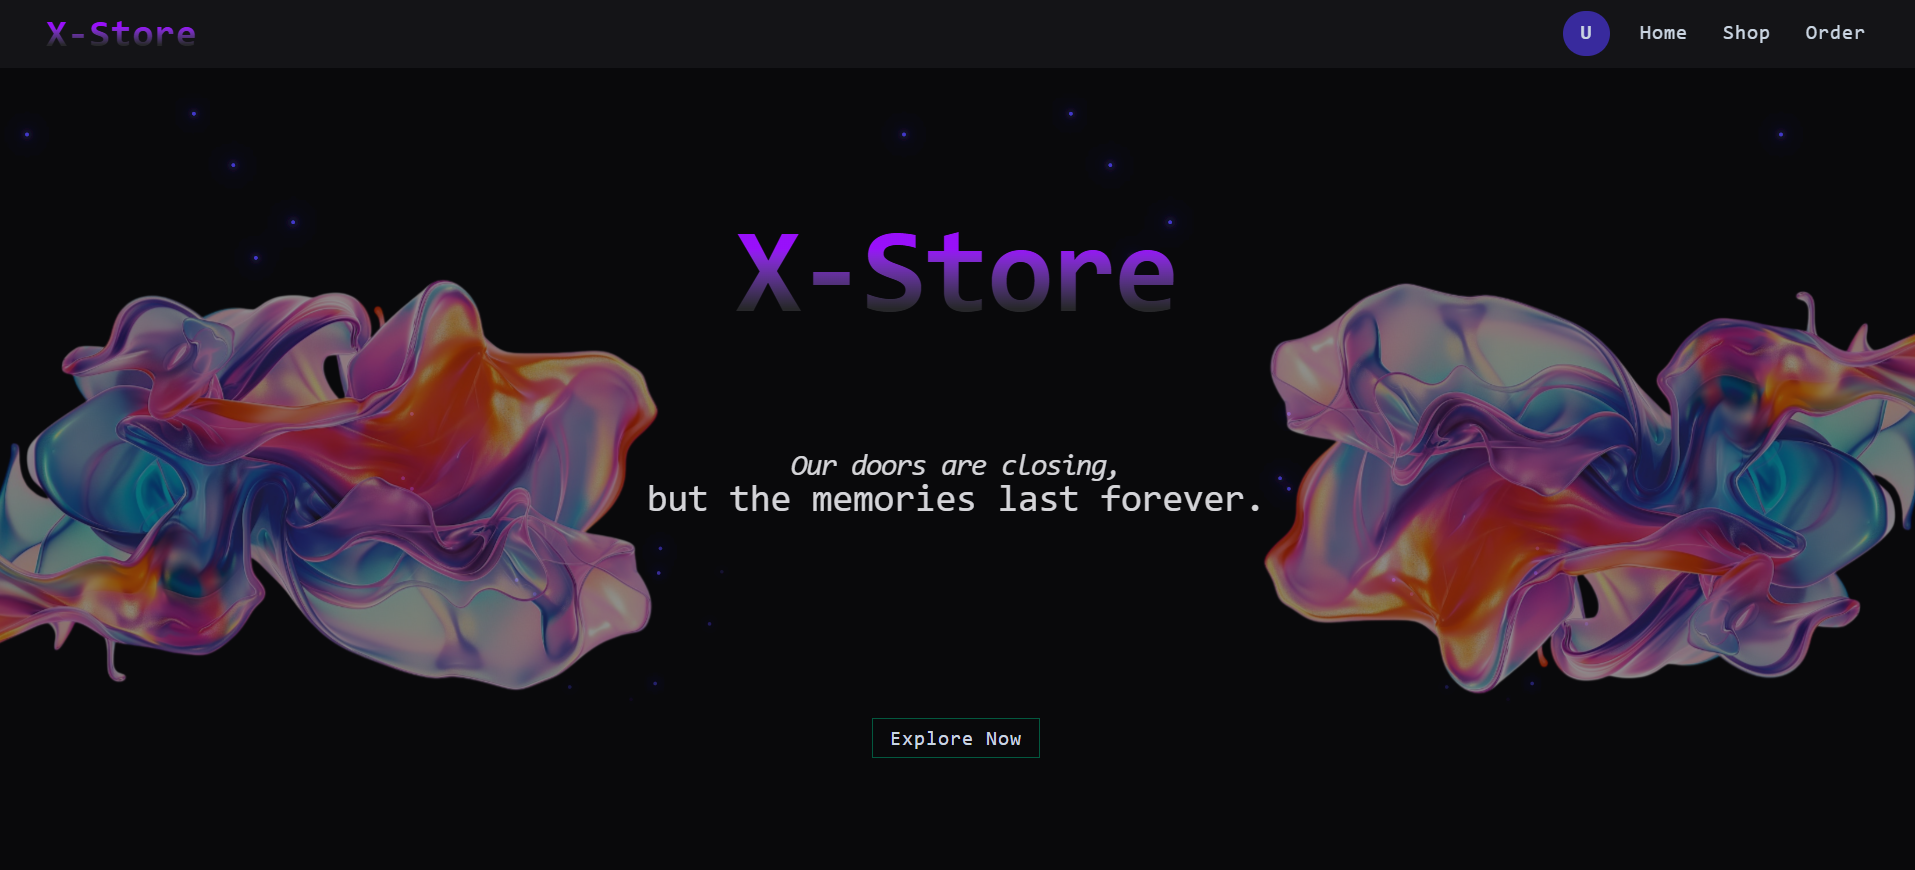 X-Store
U
Home
Shop
Order
X-Store
Our doors are closing,
but the memories last forever.
Explore Now